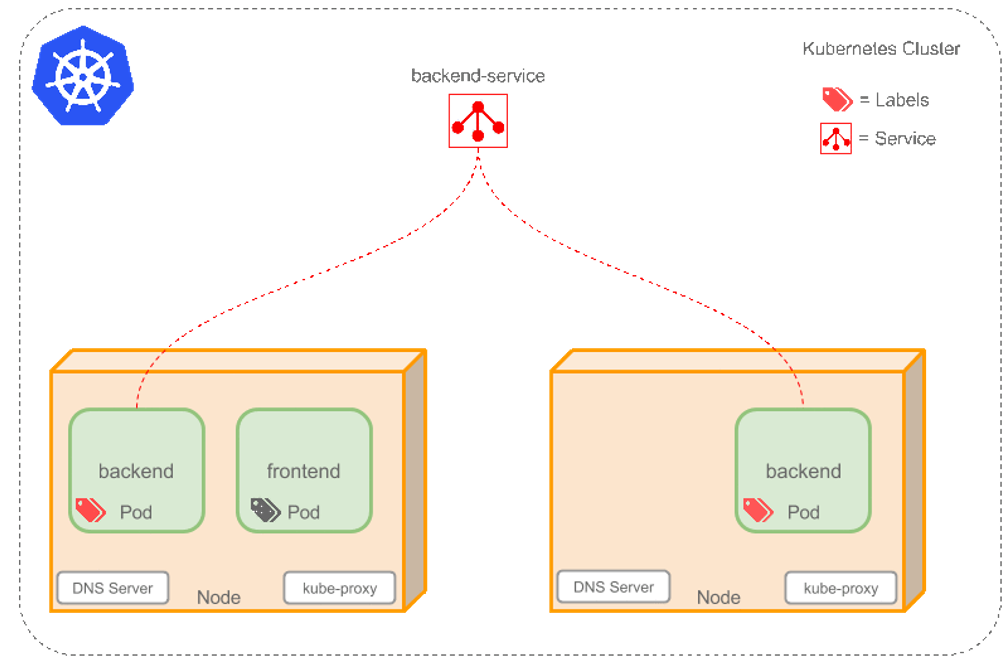 Kubernetes Cluster
backend-service
= Labels
= Service
backend
Pod
frontend
Pod
backend
Pod
DNS Server
Node
kube-proxy
DNS Server
Node
kube-proxy